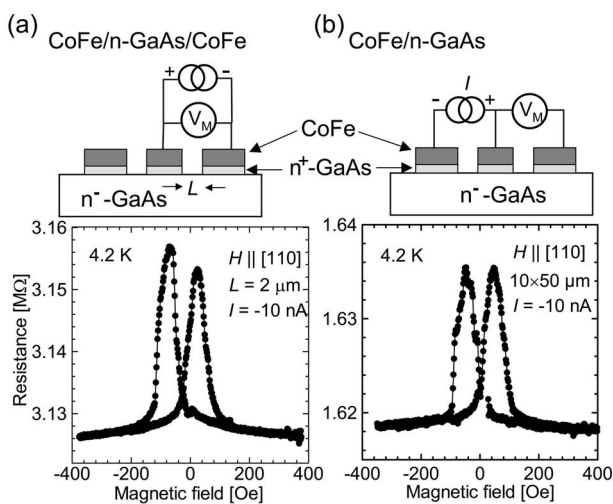 (a)
CoFe/n-GaAs/CoFe
+ -
V_M
L
n⁻-GaAs
CoFe
n⁺-GaAs
(b)
CoFe/n-GaAs
I
- +
V_M
n⁻-GaAs
3.16
3.15
3.14
3.13
Resistance [MΩ]
4.2 K
H || [110]
L = 2 μm
I = -10 nA
-400 -200 0 200 400
Magnetic field [Oe]
1.64
1.63
1.62
4.2 K
H || [110]
10×50 μm
I = -10 nA
-400 -200 0 200 400
Magnetic field [Oe]